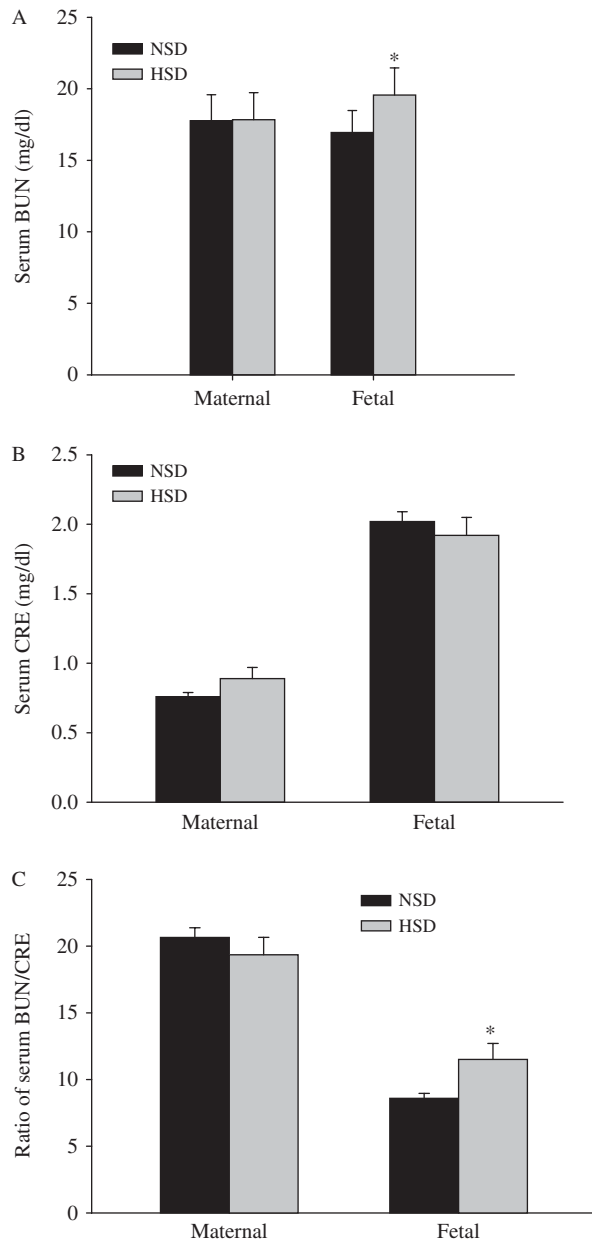 A
25
20
15
10
5
0
Serum BUN (mg/dl)
NSD
HSD
*
Maternal Fetal
B
2.5
2.0
1.5
1.0
0.5
0.0
Serum CRE (mg/dl)
NSD
HSD
Maternal Fetal
C
25
20
15
10
5
0
Ratio of serum BUN/CRE
NSD
HSD
*
Maternal Fetal